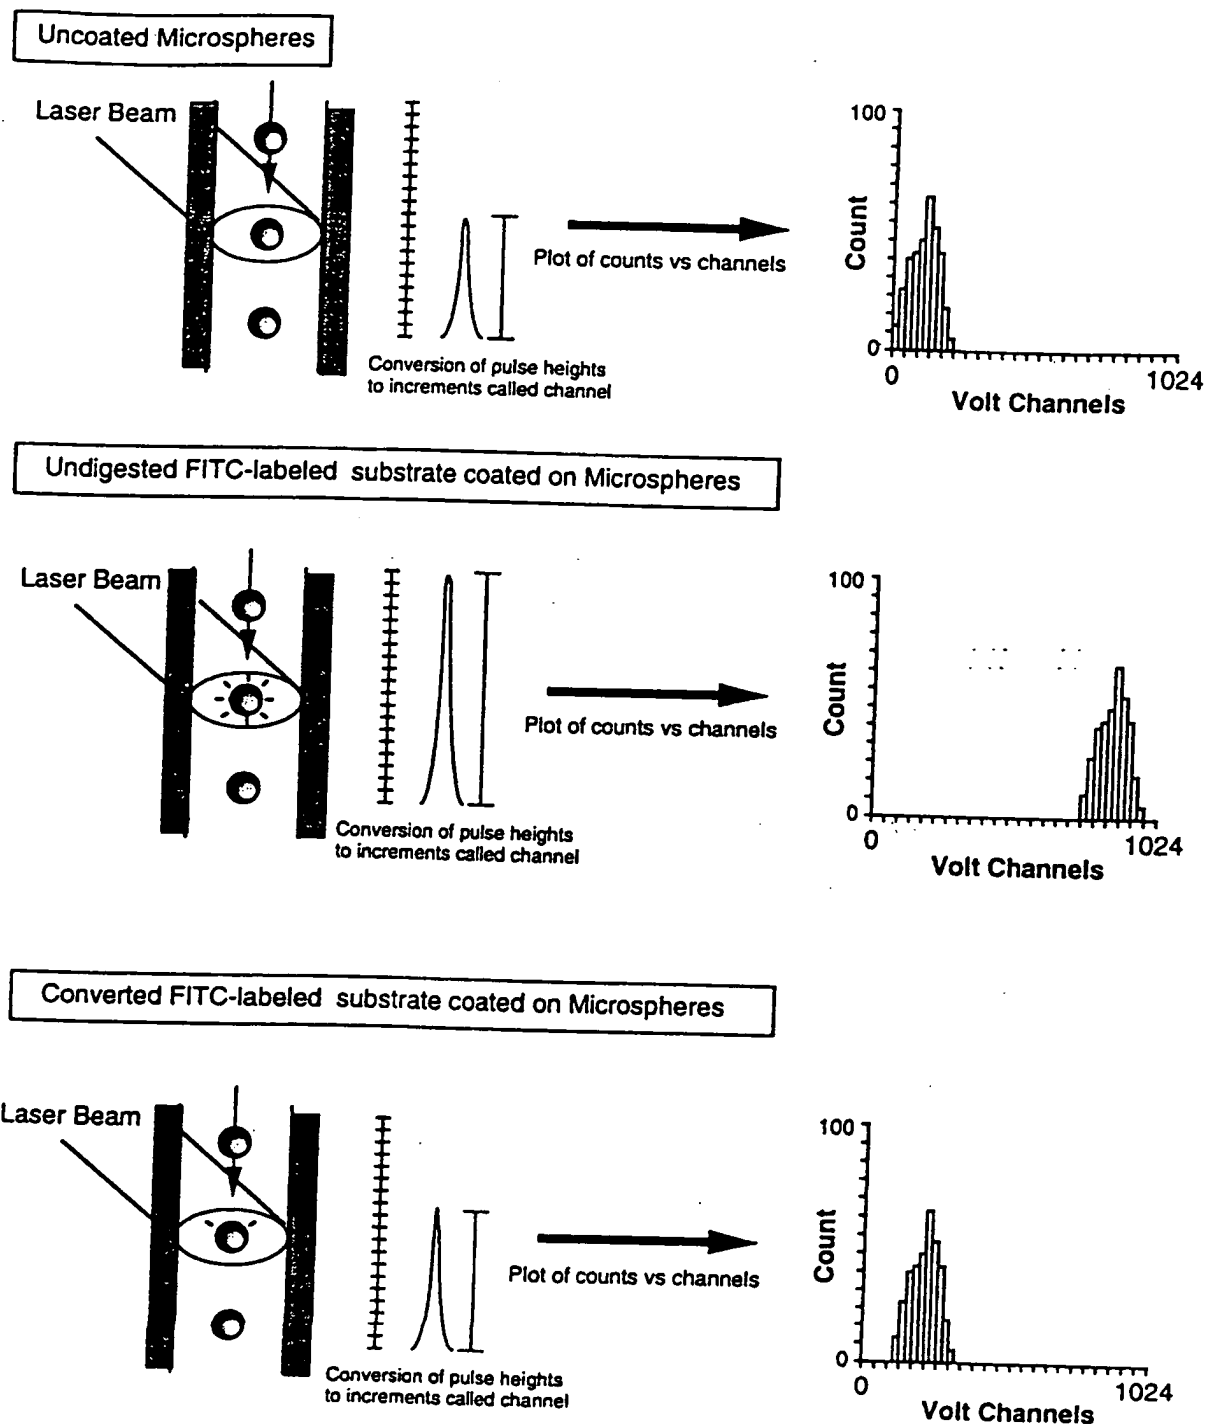 Uncoated Microspheres
Laser Beam
Conversion of pulse heights
to increments called channel
Plot of counts vs channels
100
Count
0
0
1024
Volt Channels
Undigested FITC-labeled substrate coated on Microspheres
Laser Beam
Conversion of pulse heights
to increments called channel
Plot of counts vs channels
100
Count
0
0
1024
Volt Channels
Converted FITC-labeled substrate coated on Microspheres
Laser Beam
Conversion of pulse heights
to increments called channel
Plot of counts vs channels
100
Count
0
0
1024
Volt Channels